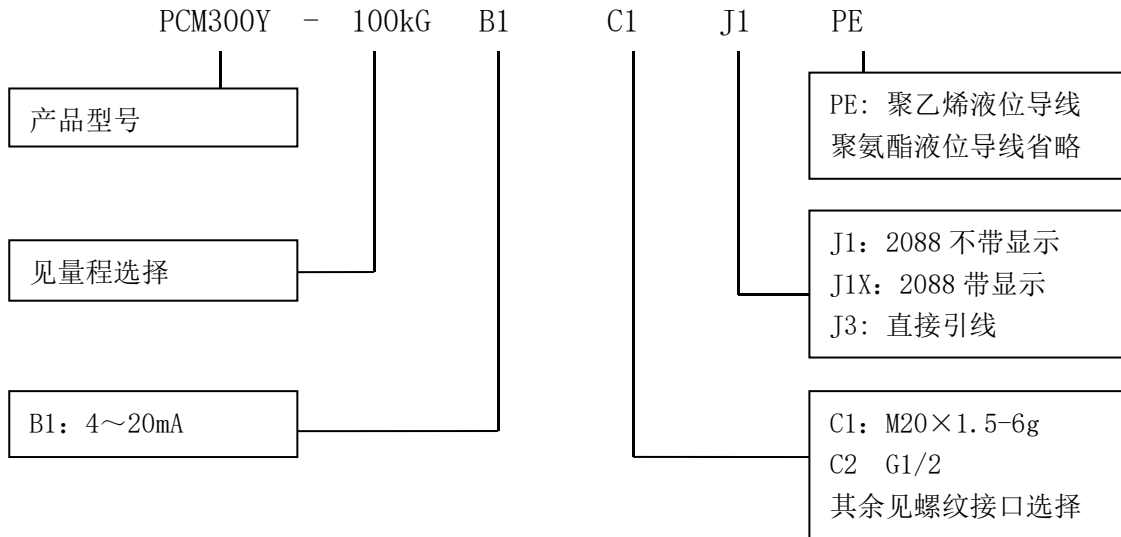 PCM300Y - 100kG B1 C1 J1 PE
产品型号
PE: 聚乙烯液位导线
聚氨酯液位导线省略
见量程选择
J1: 2088 不带显示
J1X: 2088 带显示
J3: 直接引线
B1: 4～20mA
C1: M20×1.5-6g
C2 G1/2
其余见螺纹接口选择